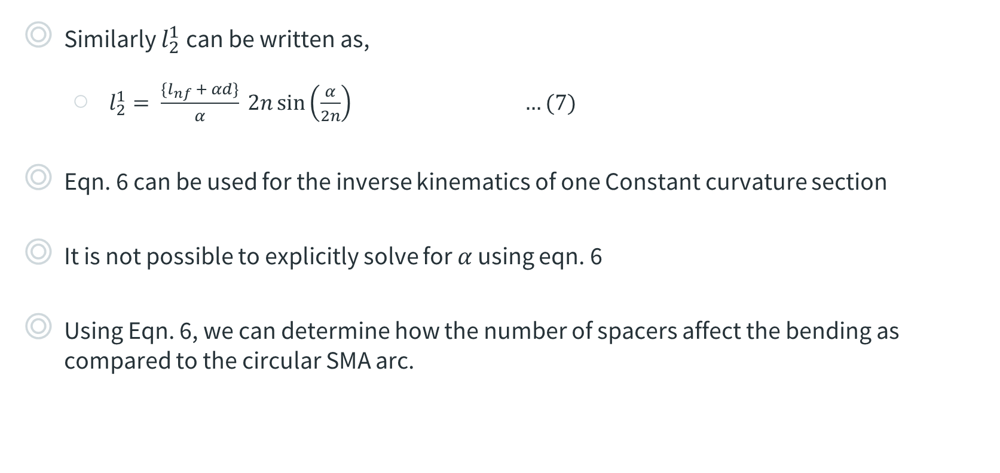 Similarly $l_2^1$ can be written as,
$l_2^1 = \frac{\{l_{nf} + \alpha d\}}{\alpha} 2n \sin\left(\frac{\alpha}{2n}\right)$ ... (7)
Eqn. 6 can be used for the inverse kinematics of one Constant curvature section
It is not possible to explicitly solve for $\alpha$ using eqn. 6
Using Eqn. 6, we can determine how the number of spacers affect the bending as
compared to the circular SMA arc.